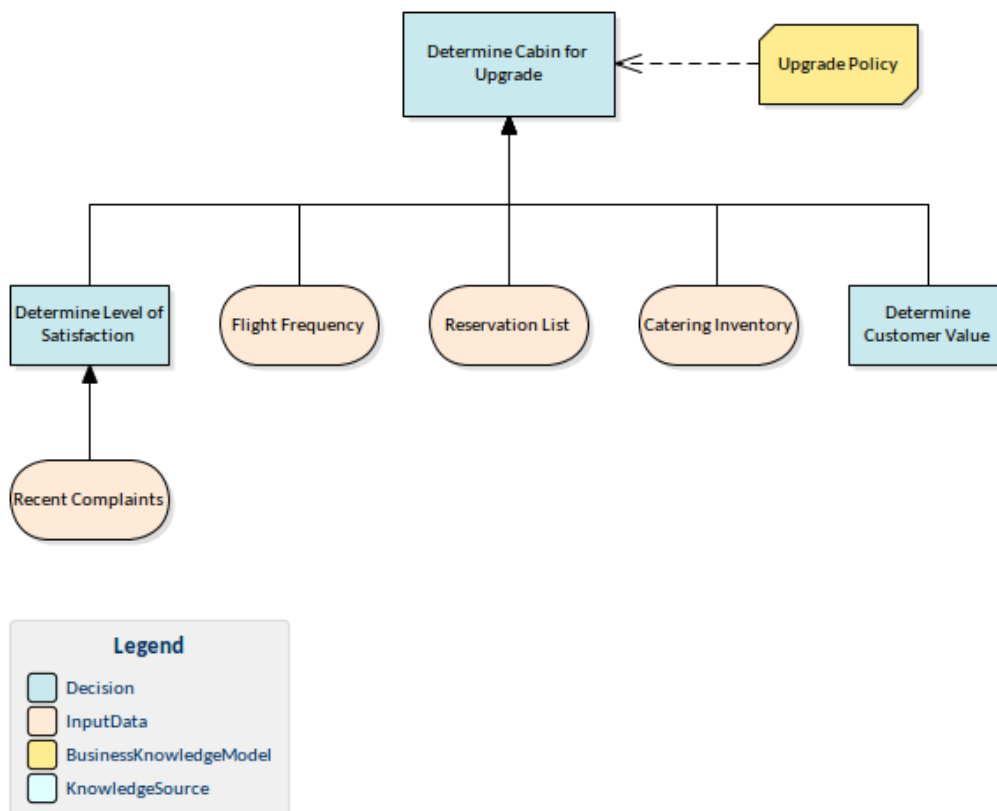 Determine Cabin for
Upgrade
Upgrade Policy
Determine Level of
Satisfaction
Flight Frequency
Reservation List
Catering Inventory
Determine
Customer Value
Recent Complaints
Legend
Decision
InputData
BusinessKnowledgeModel
KnowledgeSource